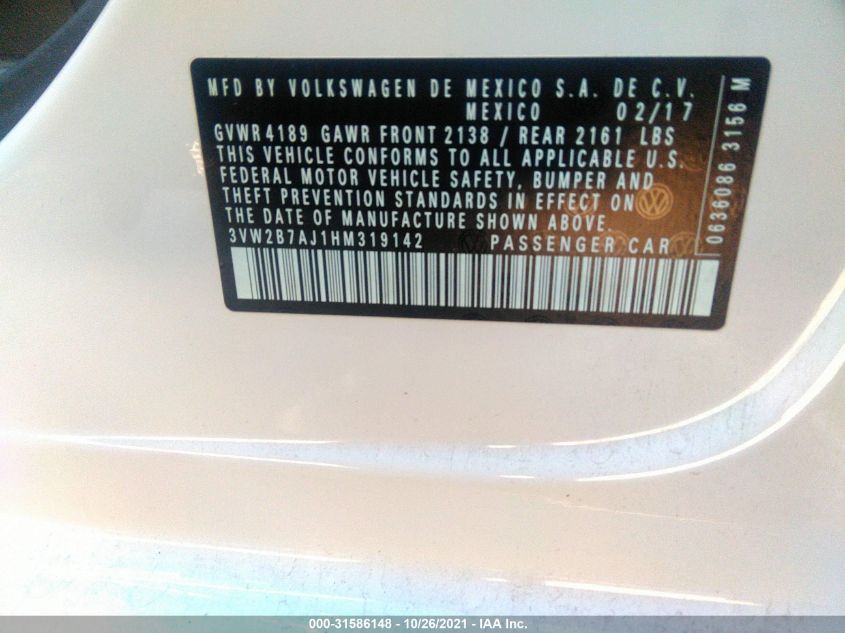 MFD BY VOLKSWAGEN DE MEXICO S.A. DE C.V.
MEXICO 02/17
GVWR 4189 GAWR FRONT 2138 / REAR 2161 LBS
THIS VEHICLE CONFORMS TO ALL APPLICABLE U.S.
FEDERAL MOTOR VEHICLE SAFETY, BUMPER AND
THEFT PREVENTION STANDARDS IN EFFECT ON
THE DATE OF MANUFACTURE SHOWN ABOVE.
3VW2B7AJ1HM319142 PASSENGER CAR
0636086 3156 M
000-31586148 - 10/26/2021 - IAA Inc.